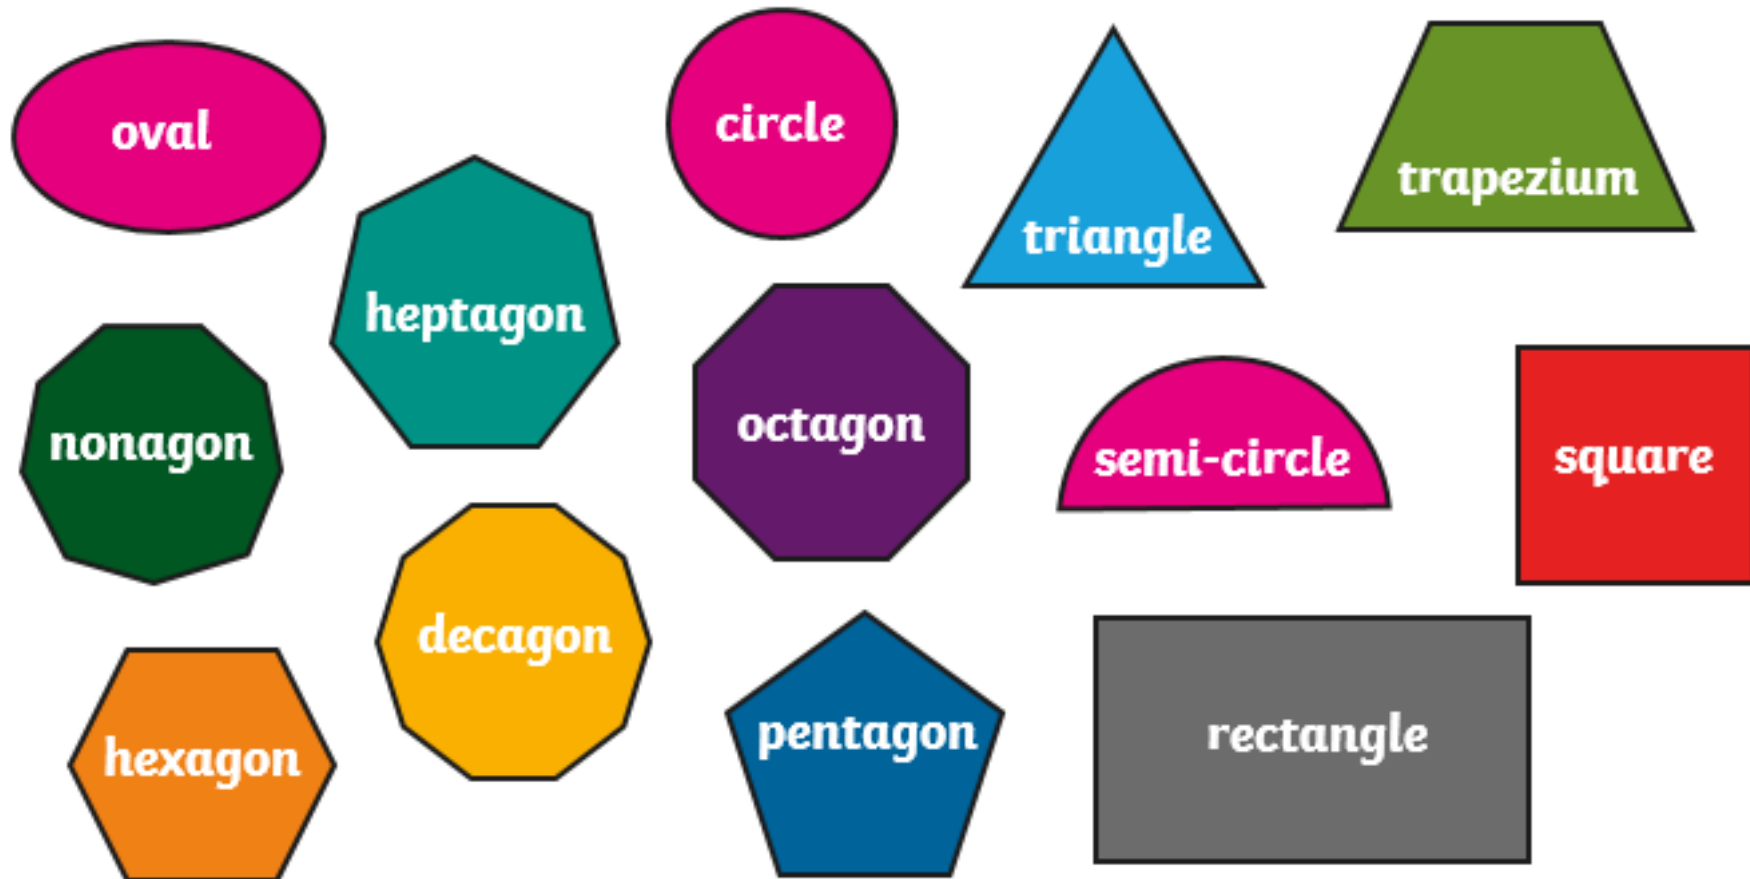 oval
circle
triangle
trapezium
heptagon
nonagon
octagon
semi-circle
square
decagon
hexagon
pentagon
rectangle